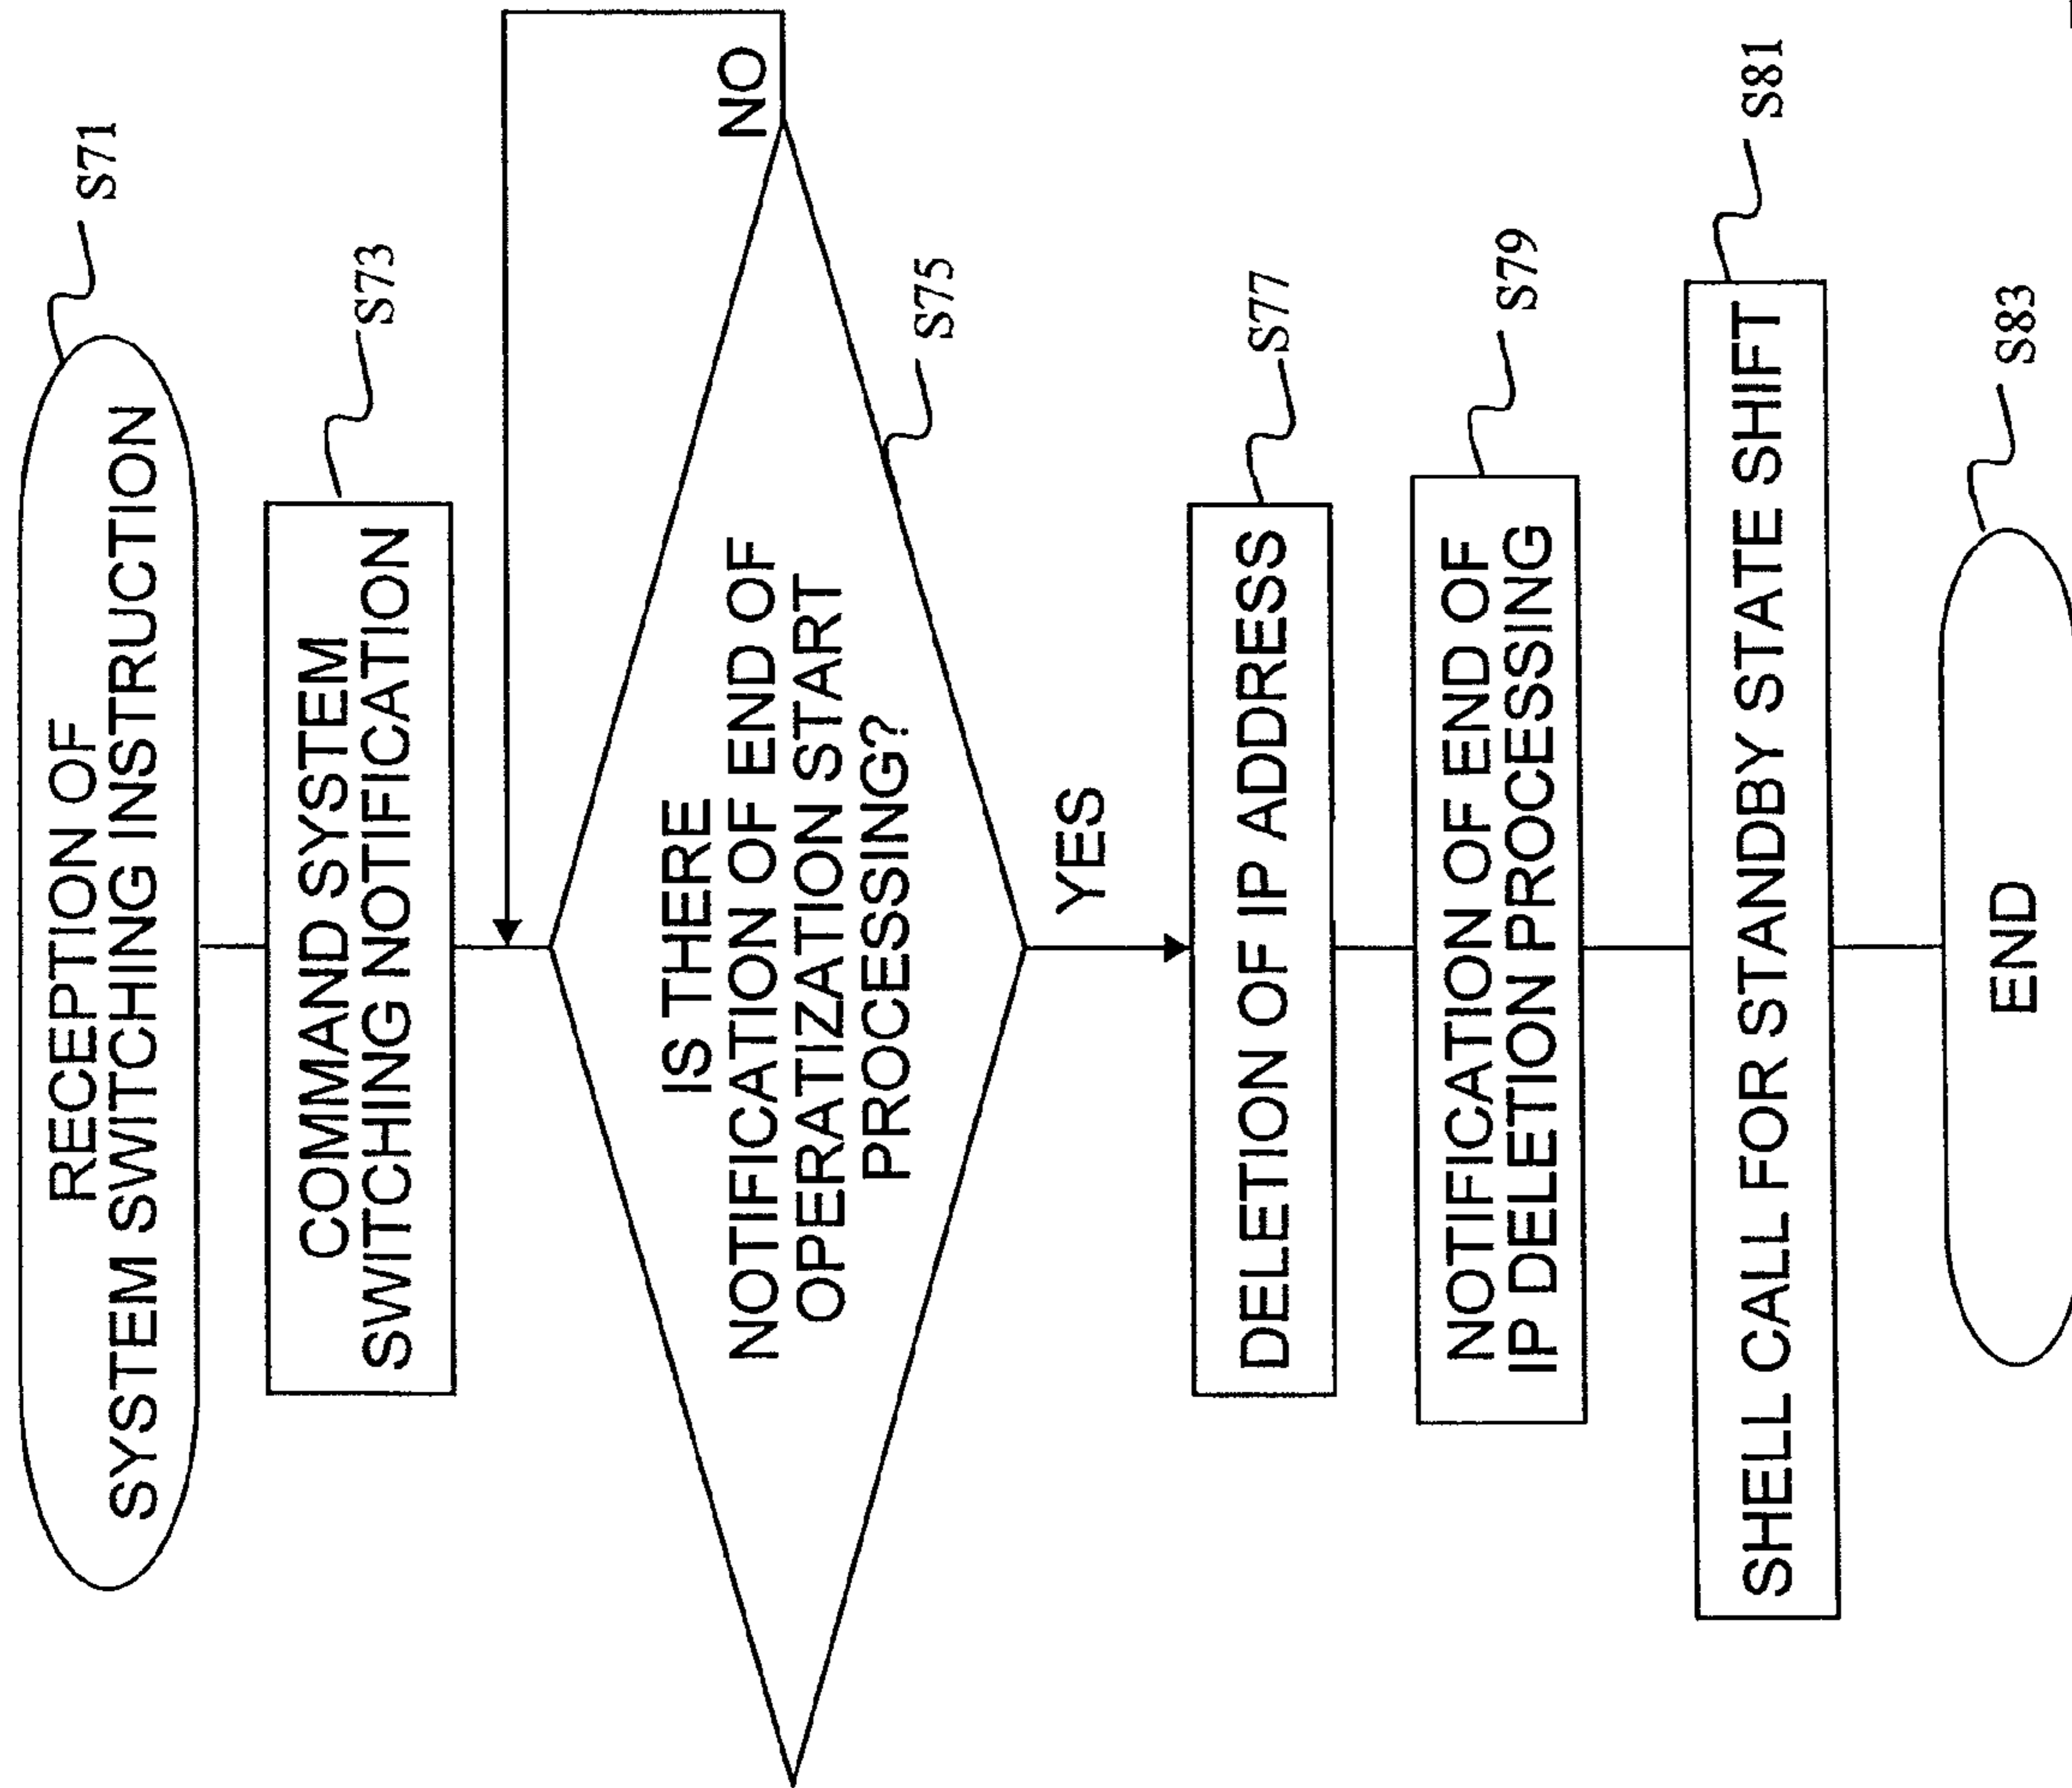 RECEPTION OF
SYSTEM SWITCHING INSTRUCTION
S71
COMMAND SYSTEM
SWITCHING NOTIFICATION
S73
IS THERE
NOTIFICATION OF END OF
OPERATIZATION START
PROCESSING?
NO
S75
YES
DELETION OF IP ADDRESS
S77
NOTIFICATION OF END OF
IP DELETION PROCESSING
S79
SHELL CALL FOR STANDBY STATE SHIFT
S81
END
S83